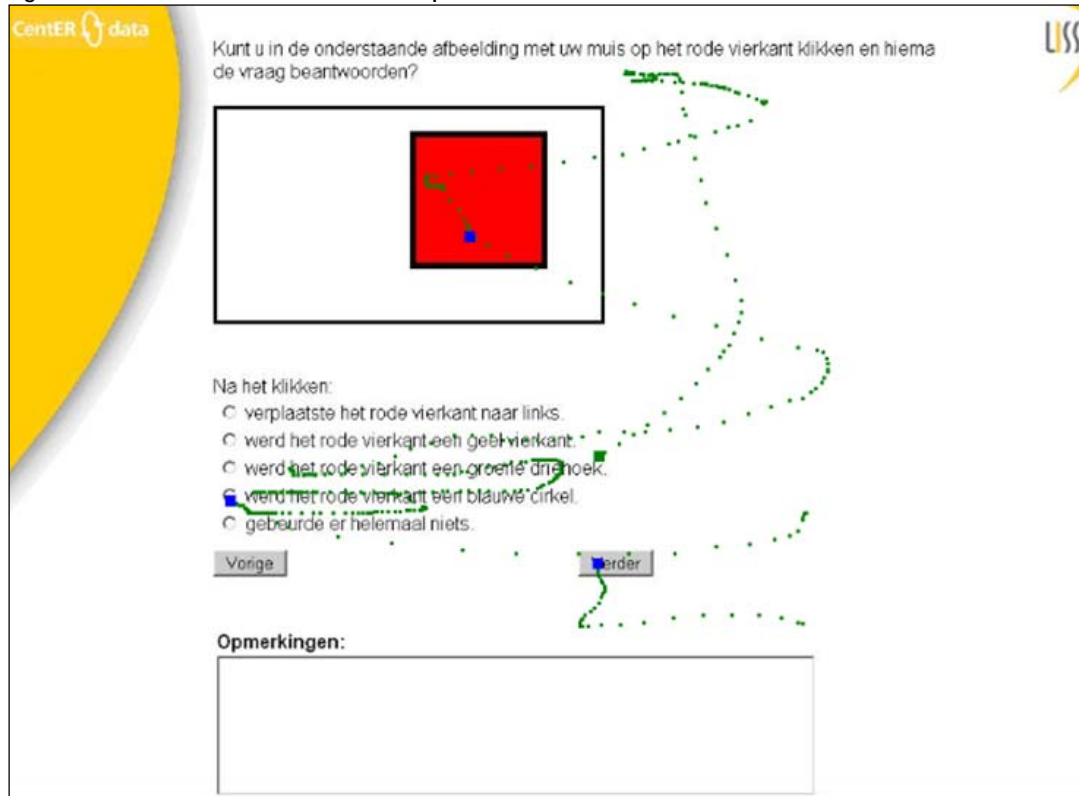 CentER data
LISS
Kunt u in de onderstaande afbeelding met uw muis op het rode vierkant klikken en hierna
de vraag beantwoorden?
Na het klikken:
verplaatste het rode vierkant naar links.
werd het rode vierkant een geel vierkant.
werd het rode vierkant een groene driehoek.
werd het rode vierkant een blauwe cirkel.
gebeurde er helemaal niets.
Vorige
Verder
Opmerkingen: